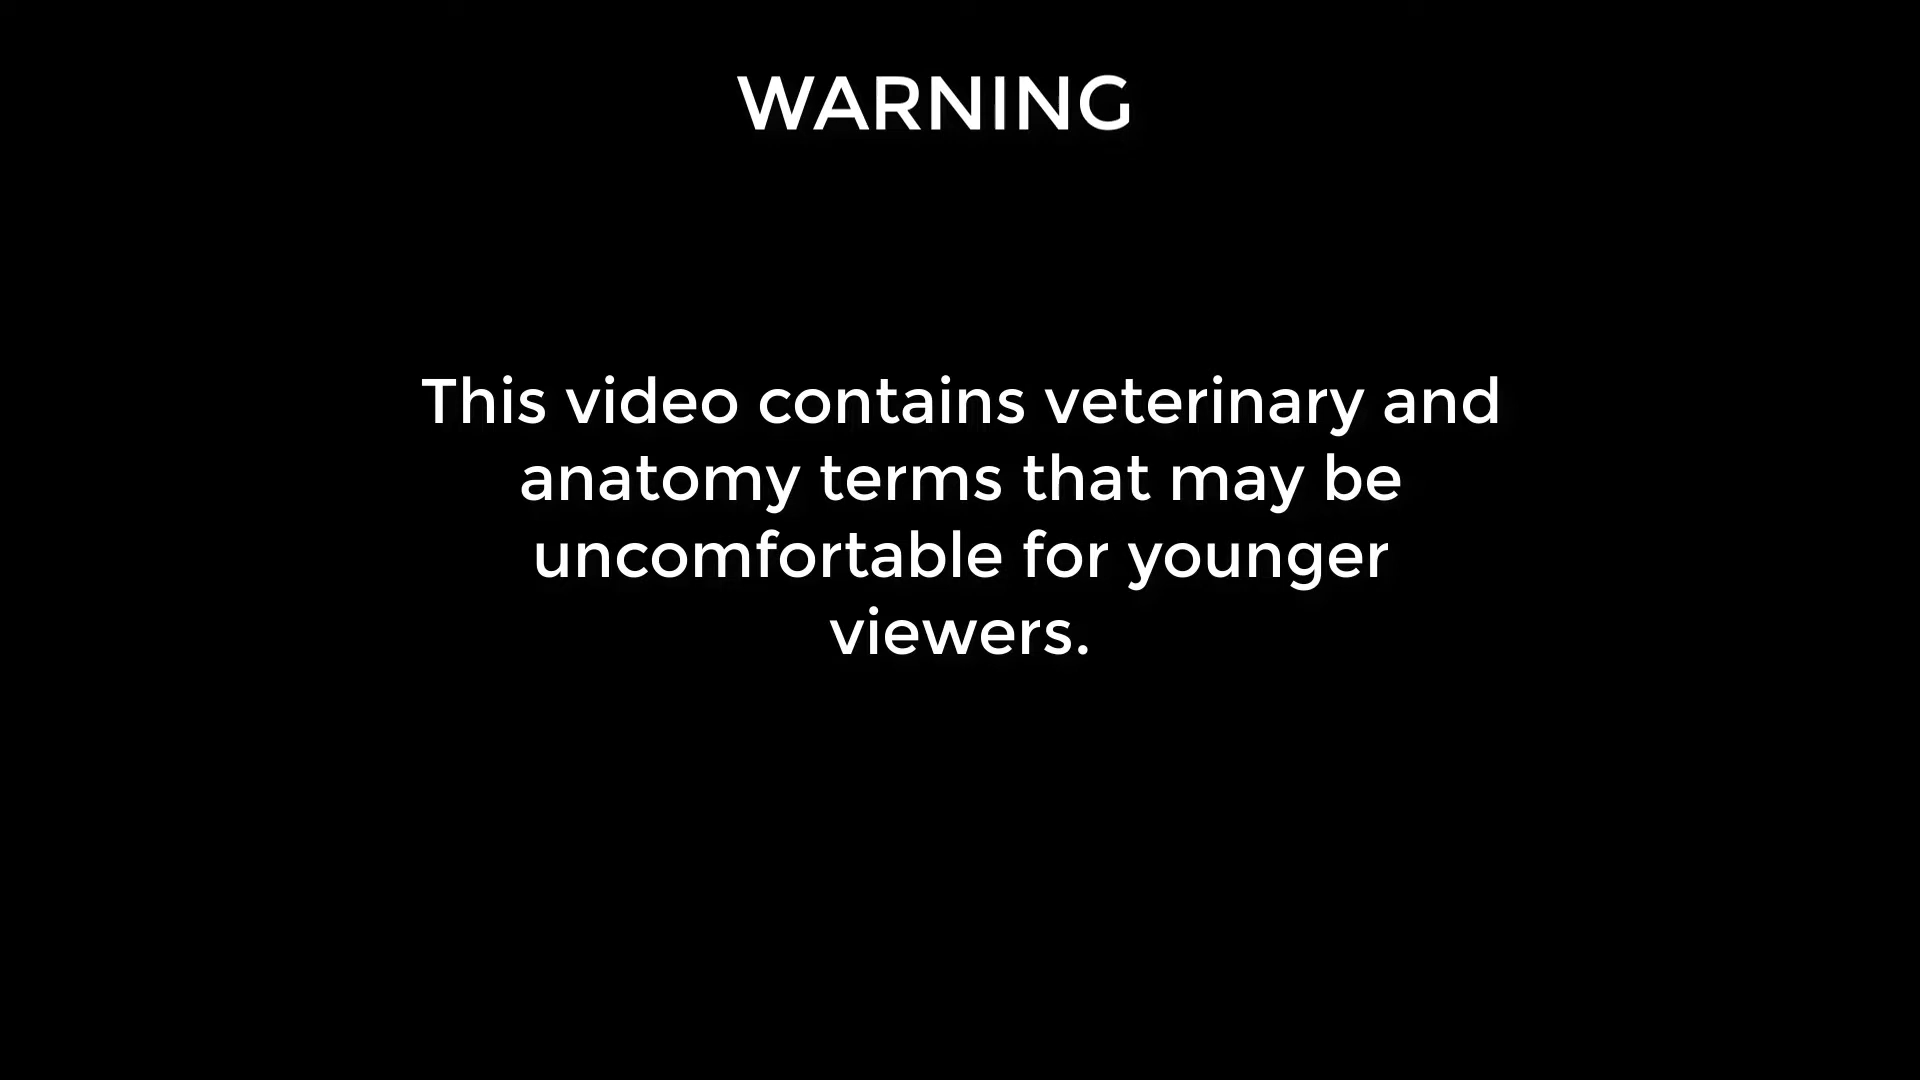 WARNING
This video contains veterinary and
anatomy terms that may be
uncomfortable for younger
viewers.